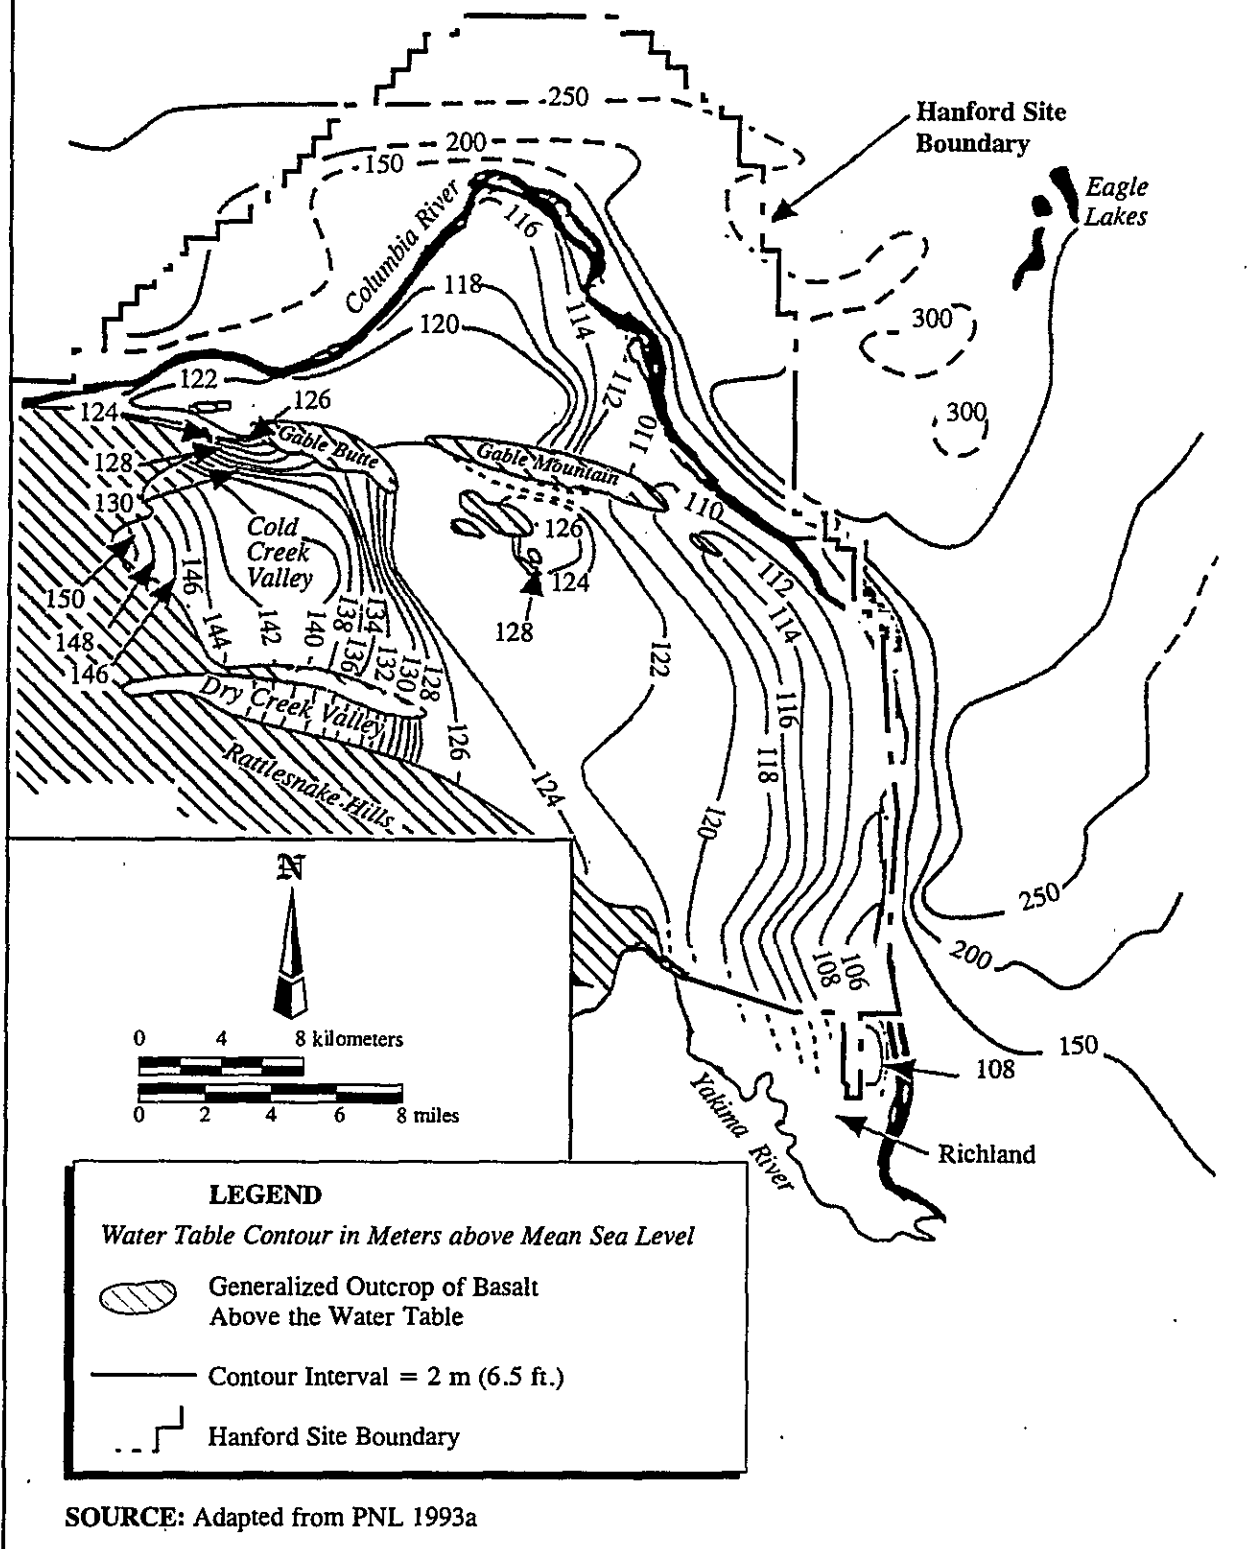 250
Hanford Site
Boundary
200
150
Eagle
Lakes
Columbia River
116
118
114
300
120
122
112
124
126
300
110
Gable Butte
128
Gable Mountain
130
110
Cold
Creek
Valley
126
124
112
150
146
128
114
148
144
142
140
138
134
146
136
132
130
128
122
116
Dry Creek Valley
126
118
Rattlesnake Hills
124
120
N
250
200
108
106
0 4 8 kilometers
150
108
0 2 4 6 8 miles
Yakima River
Richland
LEGEND
Water Table Contour in Meters above Mean Sea Level
Generalized Outcrop of Basalt
Above the Water Table
Contour Interval = 2 m (6.5 ft.)
Hanford Site Boundary
SOURCE: Adapted from PNL 1993a